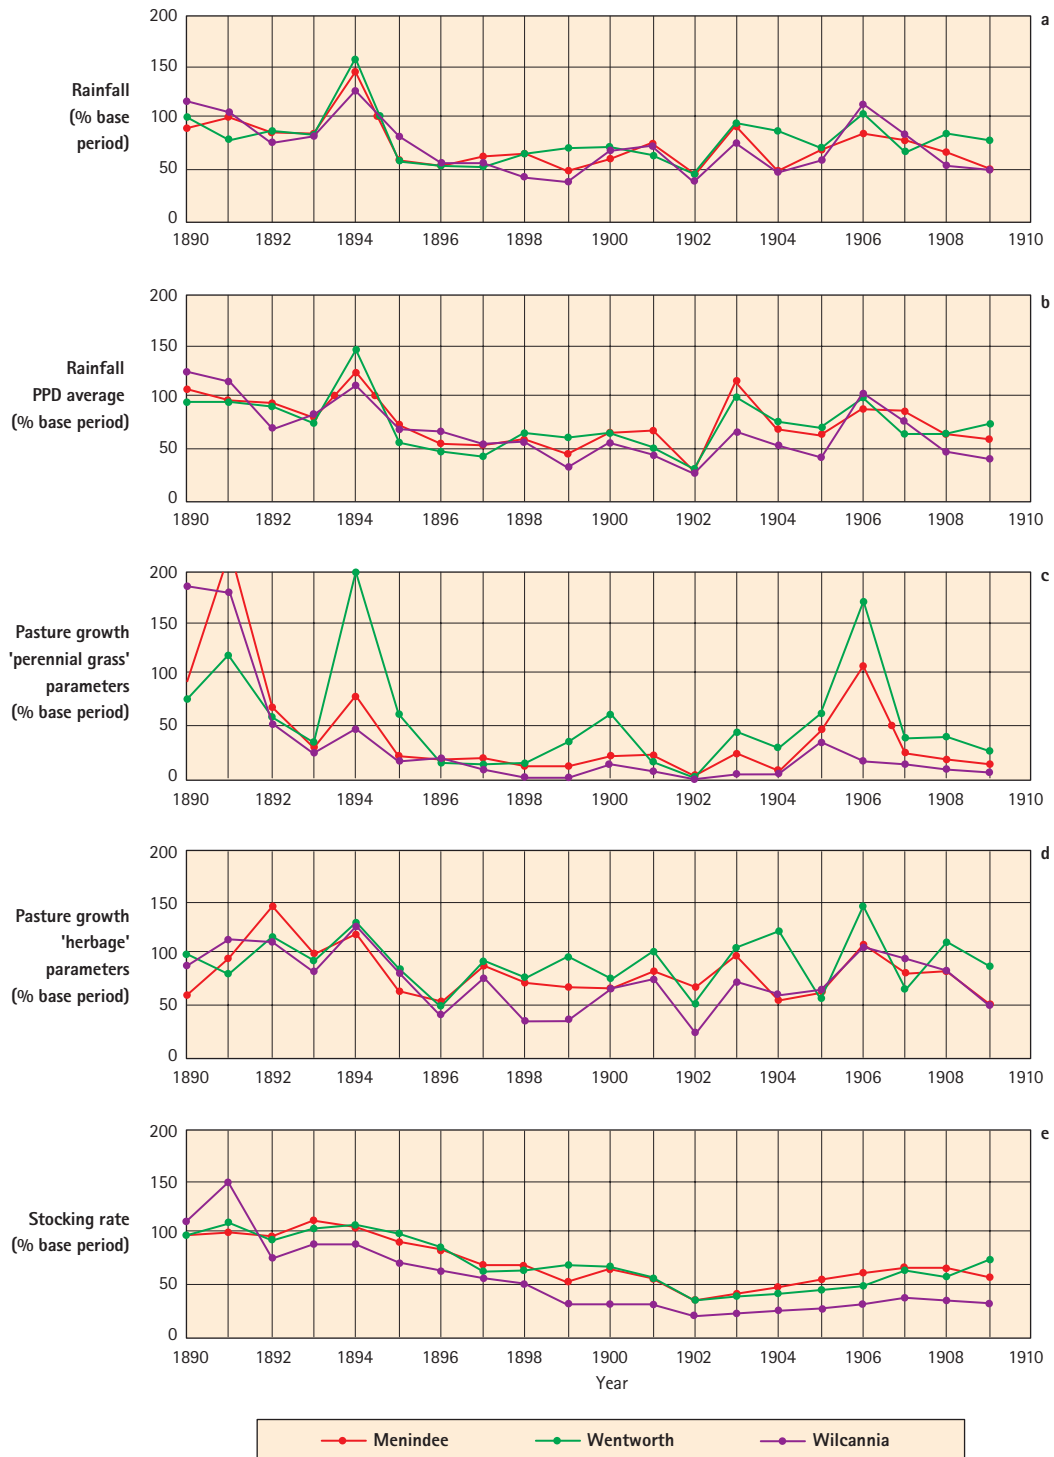 a
200
150
100
50
0
Rainfall
(% base
period)
1890 1892 1894 1896 1898 1900 1902 1904 1906 1908 1910
b
200
150
100
50
0
Rainfall
PPD average
(% base period)
1890 1892 1894 1896 1898 1900 1902 1904 1906 1908 1910
c
200
150
100
50
0
Pasture growth
'perennial grass'
parameters
(% base period)
1890 1892 1894 1896 1898 1900 1902 1904 1906 1908 1910
d
200
150
100
50
0
Pasture growth
'herbage'
parameters
(% base period)
1890 1892 1894 1896 1898 1900 1902 1904 1906 1908 1910
e
200
150
100
50
0
Stocking rate
(% base period)
1890 1892 1894 1896 1898 1900 1902 1904 1906 1908 1910
Year
Menindee Wentworth Wilcannia